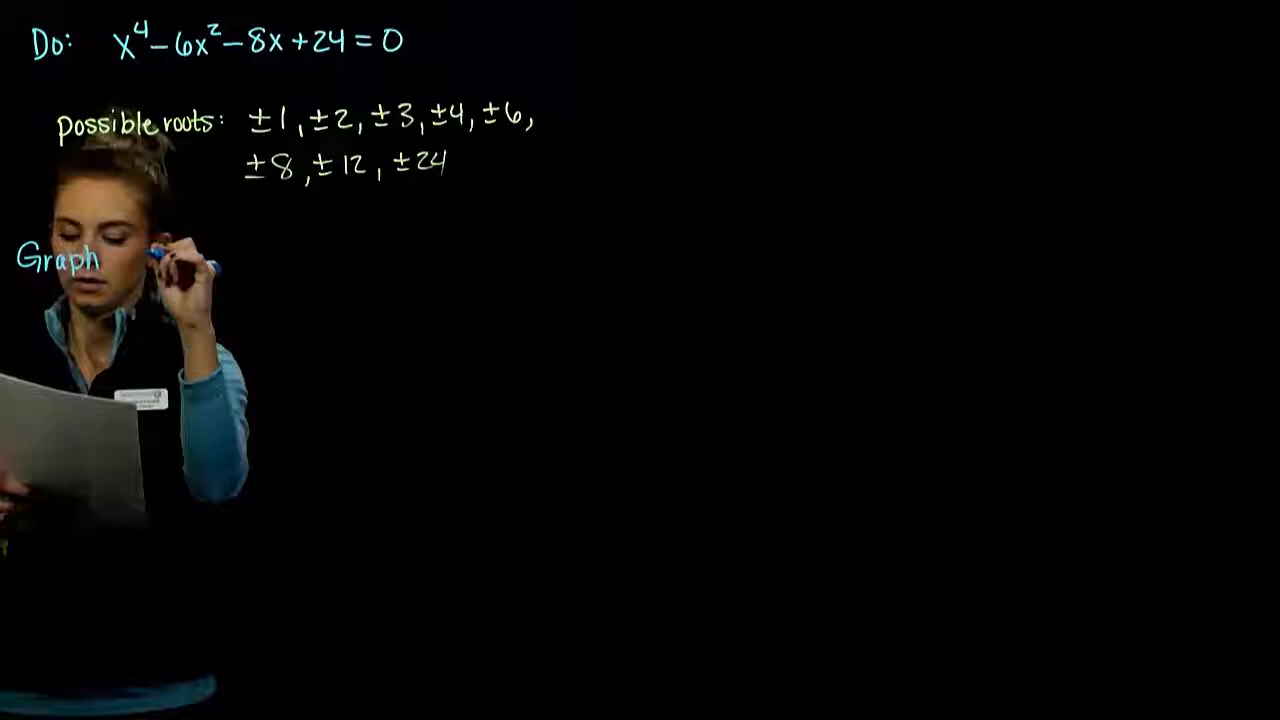 Do: x⁴ - 6x² - 8x + 24 = 0
possible roots: ±1, ±2, ±3, ±4, ±6,
±8, ±12, ±24
Graph